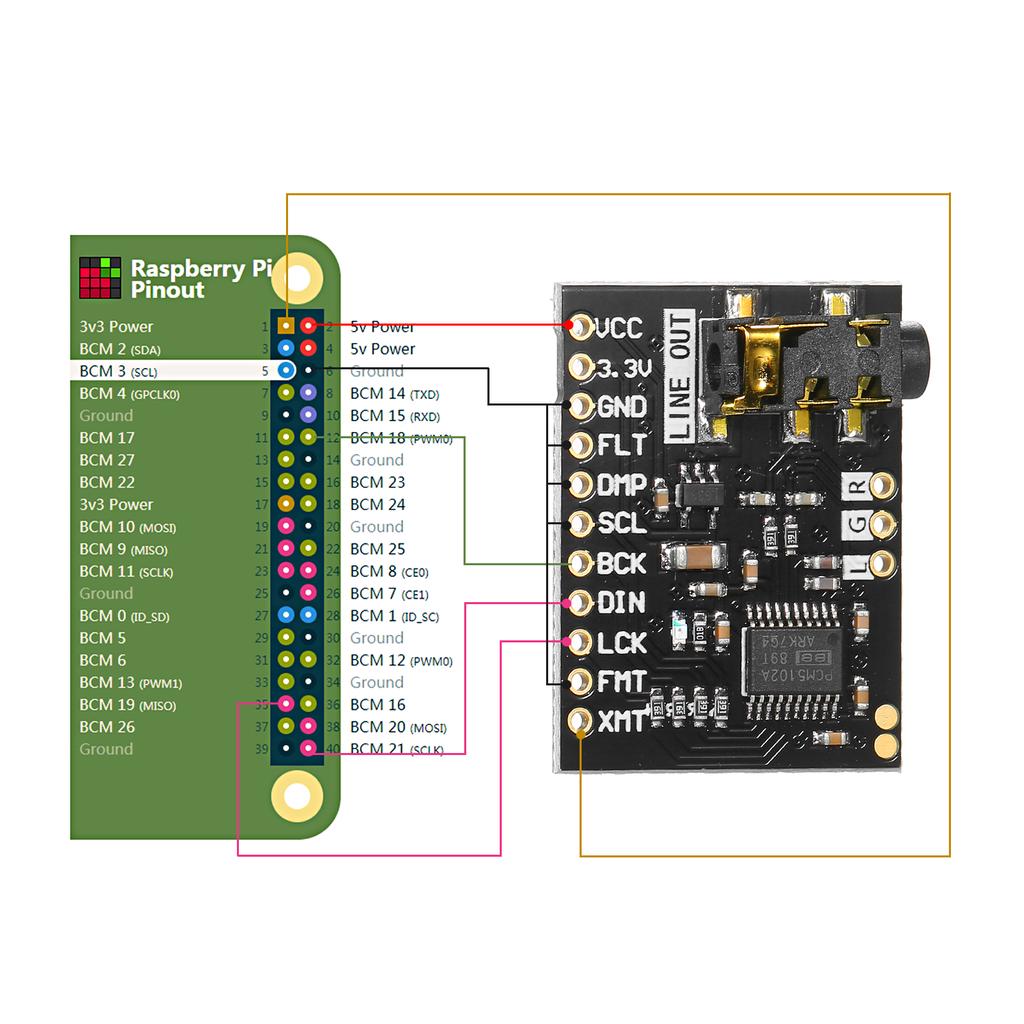 Raspberry Pi
Pinout
3v3 Power 1 2 5v Power
BCM 2 (SDA) 3 4 5v Power
BCM 3 (SCL) 5 6 Ground
BCM 4 (GPCLK0) 7 8 BCM 14 (TXD)
Ground 9 10 BCM 15 (RXD)
BCM 17 11 12 BCM 18 (PWM0)
BCM 27 13 14 Ground
BCM 22 15 16 BCM 23
3v3 Power 17 18 BCM 24
BCM 10 (MOSI) 19 20 Ground
BCM 9 (MISO) 21 22 BCM 25
BCM 11 (SCLK) 23 24 BCM 8 (CE0)
Ground 25 26 BCM 7 (CE1)
BCM 0 (ID_SD) 27 28 BCM 1 (ID_SC)
BCM 5 29 30 Ground
BCM 6 31 32 BCM 12 (PWM0)
BCM 13 (PWM1) 33 34 Ground
BCM 19 (MISO) 35 36 BCM 16
BCM 26 37 38 BCM 20 (MOSI)
Ground 39 40 BCM 21 (SCLK)
VCC
3.3V
GND
FLT
DMP
SCL
BCK
DIN
LCK
FMT
XMT
LINE OUT
R
G
L
PCM5102A